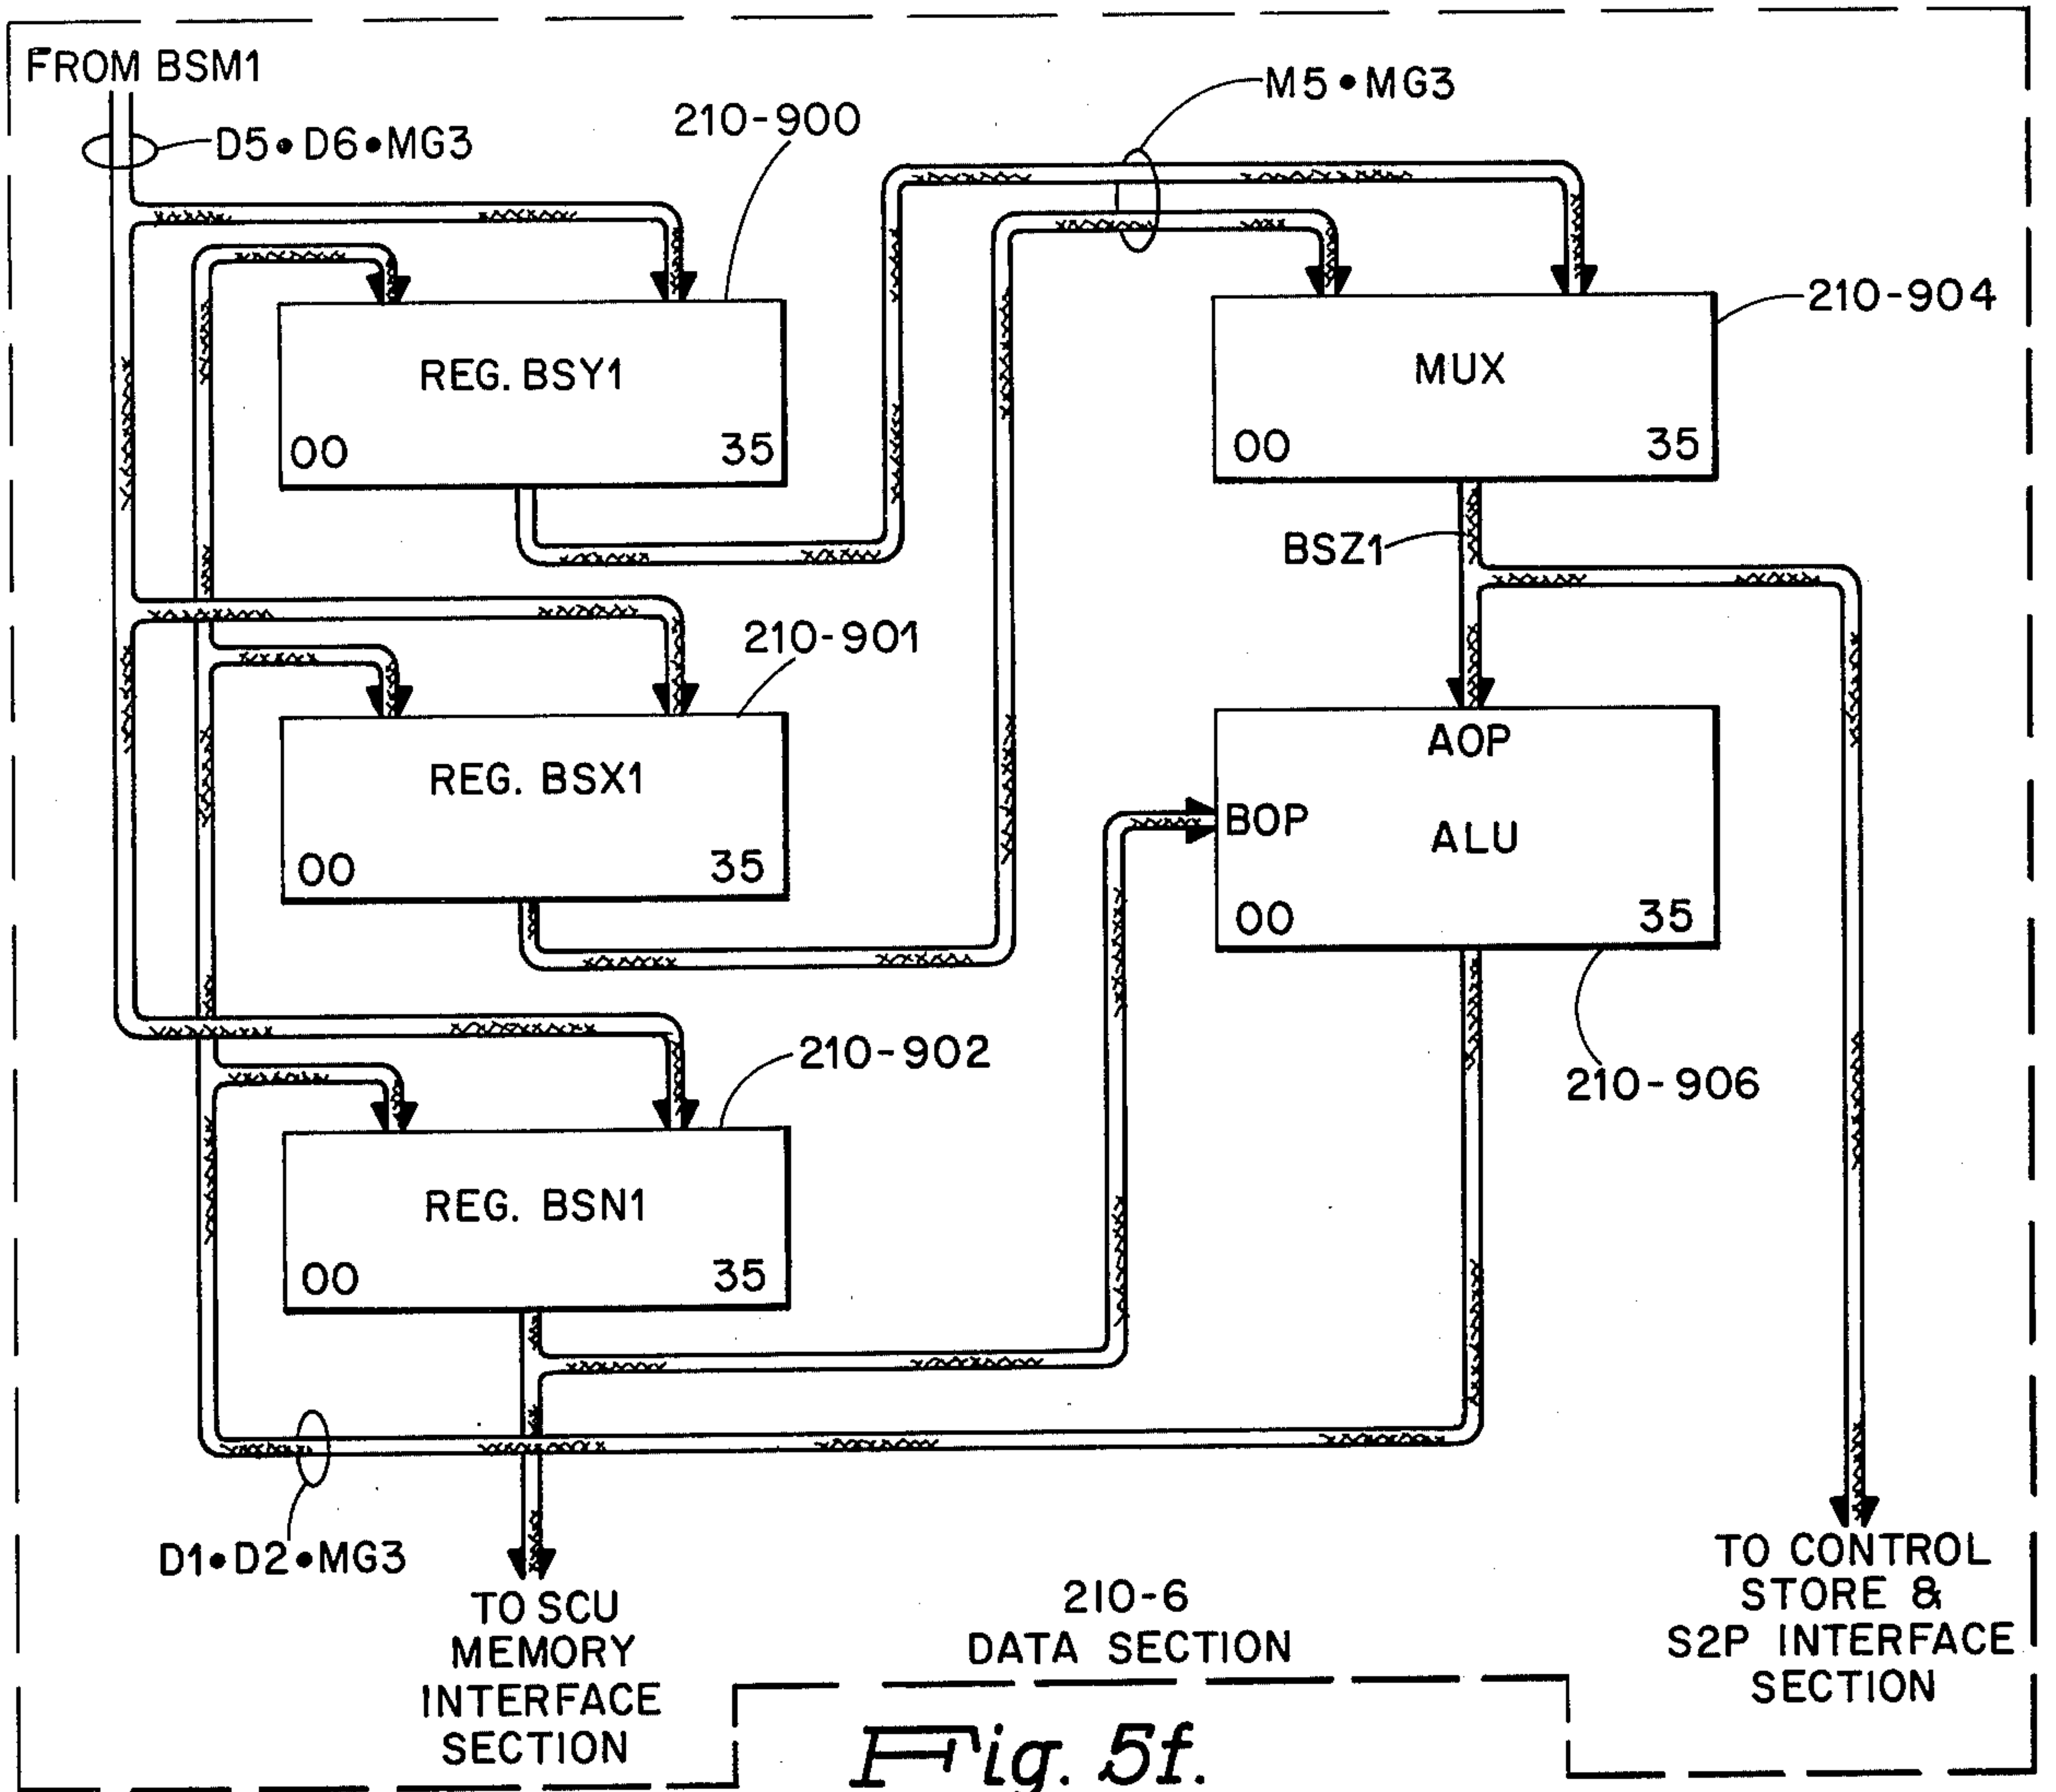 FROM BSM1
D5•D6•MG3
210-900
M5•MG3
REG. BSY1
00 35
210-904
MUX
00 35
BSZ1
210-901
REG. BSX1
00 35
AOP
BOP
ALU
00 35
210-906
210-902
REG. BSN1
00 35
D1•D2•MG3
TO SCU
MEMORY
INTERFACE
SECTION
210-6
DATA SECTION
TO CONTROL
STORE &
S2P INTERFACE
SECTION
Fig. 5f.